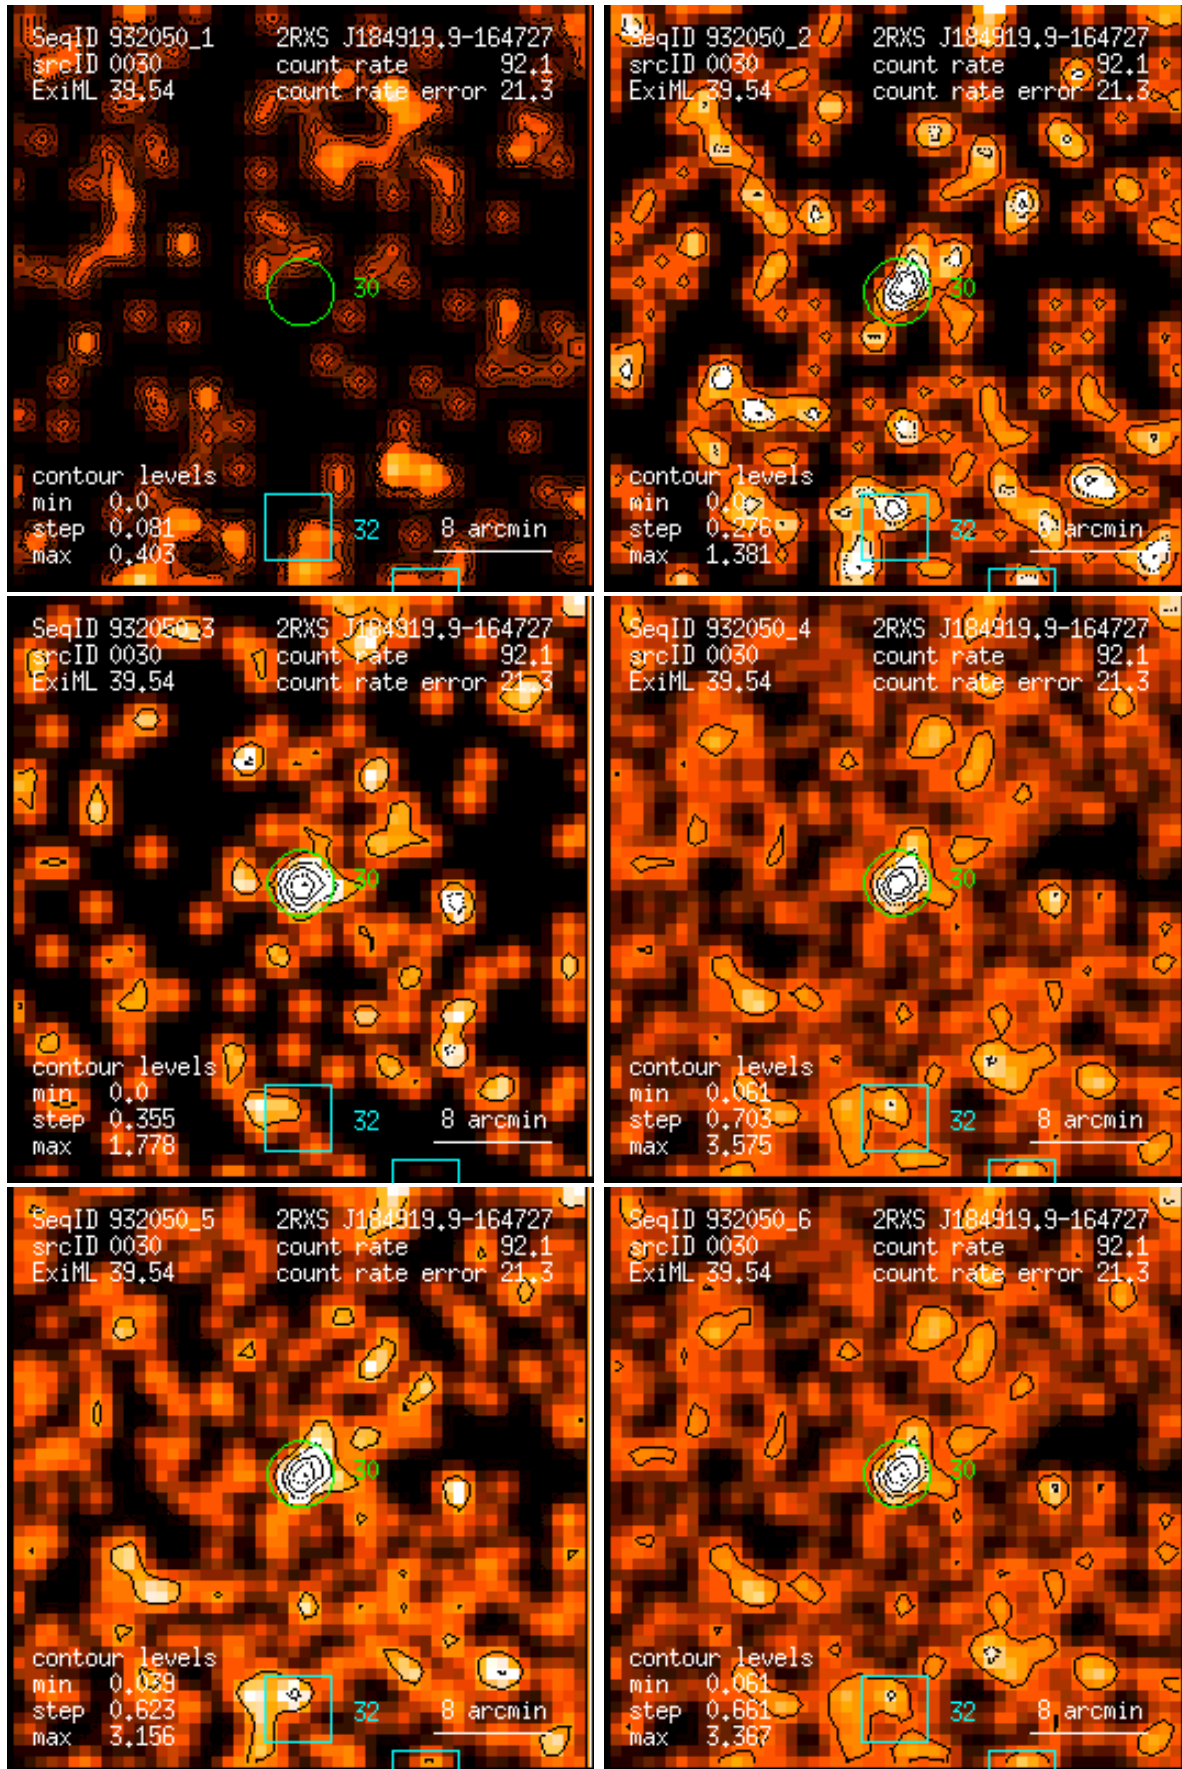 SeqID 932050_1 2RXS J184919.9-164727
srcID 0030 count rate 92.1
ExiML 39.54 count rate error 21.3
30
contour levels
min 0.0
step 0.081 32 8 arcmin
max 0.403
SeqID 932050_2 2RXS J184919.9-164727
srcID 0030 count rate 92.1
ExiML 39.54 count rate error 21.3
30
contour levels
min 0.0
step 0.276 32 8 arcmin
max 1.381
SeqID 932050_3 2RXS J184919.9-164727
srcID 0030 count rate 92.1
ExiML 39.54 count rate error 21.3
30
contour levels
min 0.0
step 0.355 32 8 arcmin
max 1.778
SeqID 932050_4 2RXS J184919.9-164727
srcID 0030 count rate 92.1
ExiML 39.54 count rate error 21.3
30
contour levels
min 0.061
step 0.703 32 8 arcmin
max 3.575
SeqID 932050_5 2RXS J184919.9-164727
srcID 0030 count rate 92.1
ExiML 39.54 count rate error 21.3
30
contour levels
min 0.039
step 0.623 32 8 arcmin
max 3.156
SeqID 932050_6 2RXS J184919.9-164727
srcID 0030 count rate 92.1
ExiML 39.54 count rate error 21.3
30
contour levels
min 0.061
step 0.661 32 8 arcmin
max 3.367